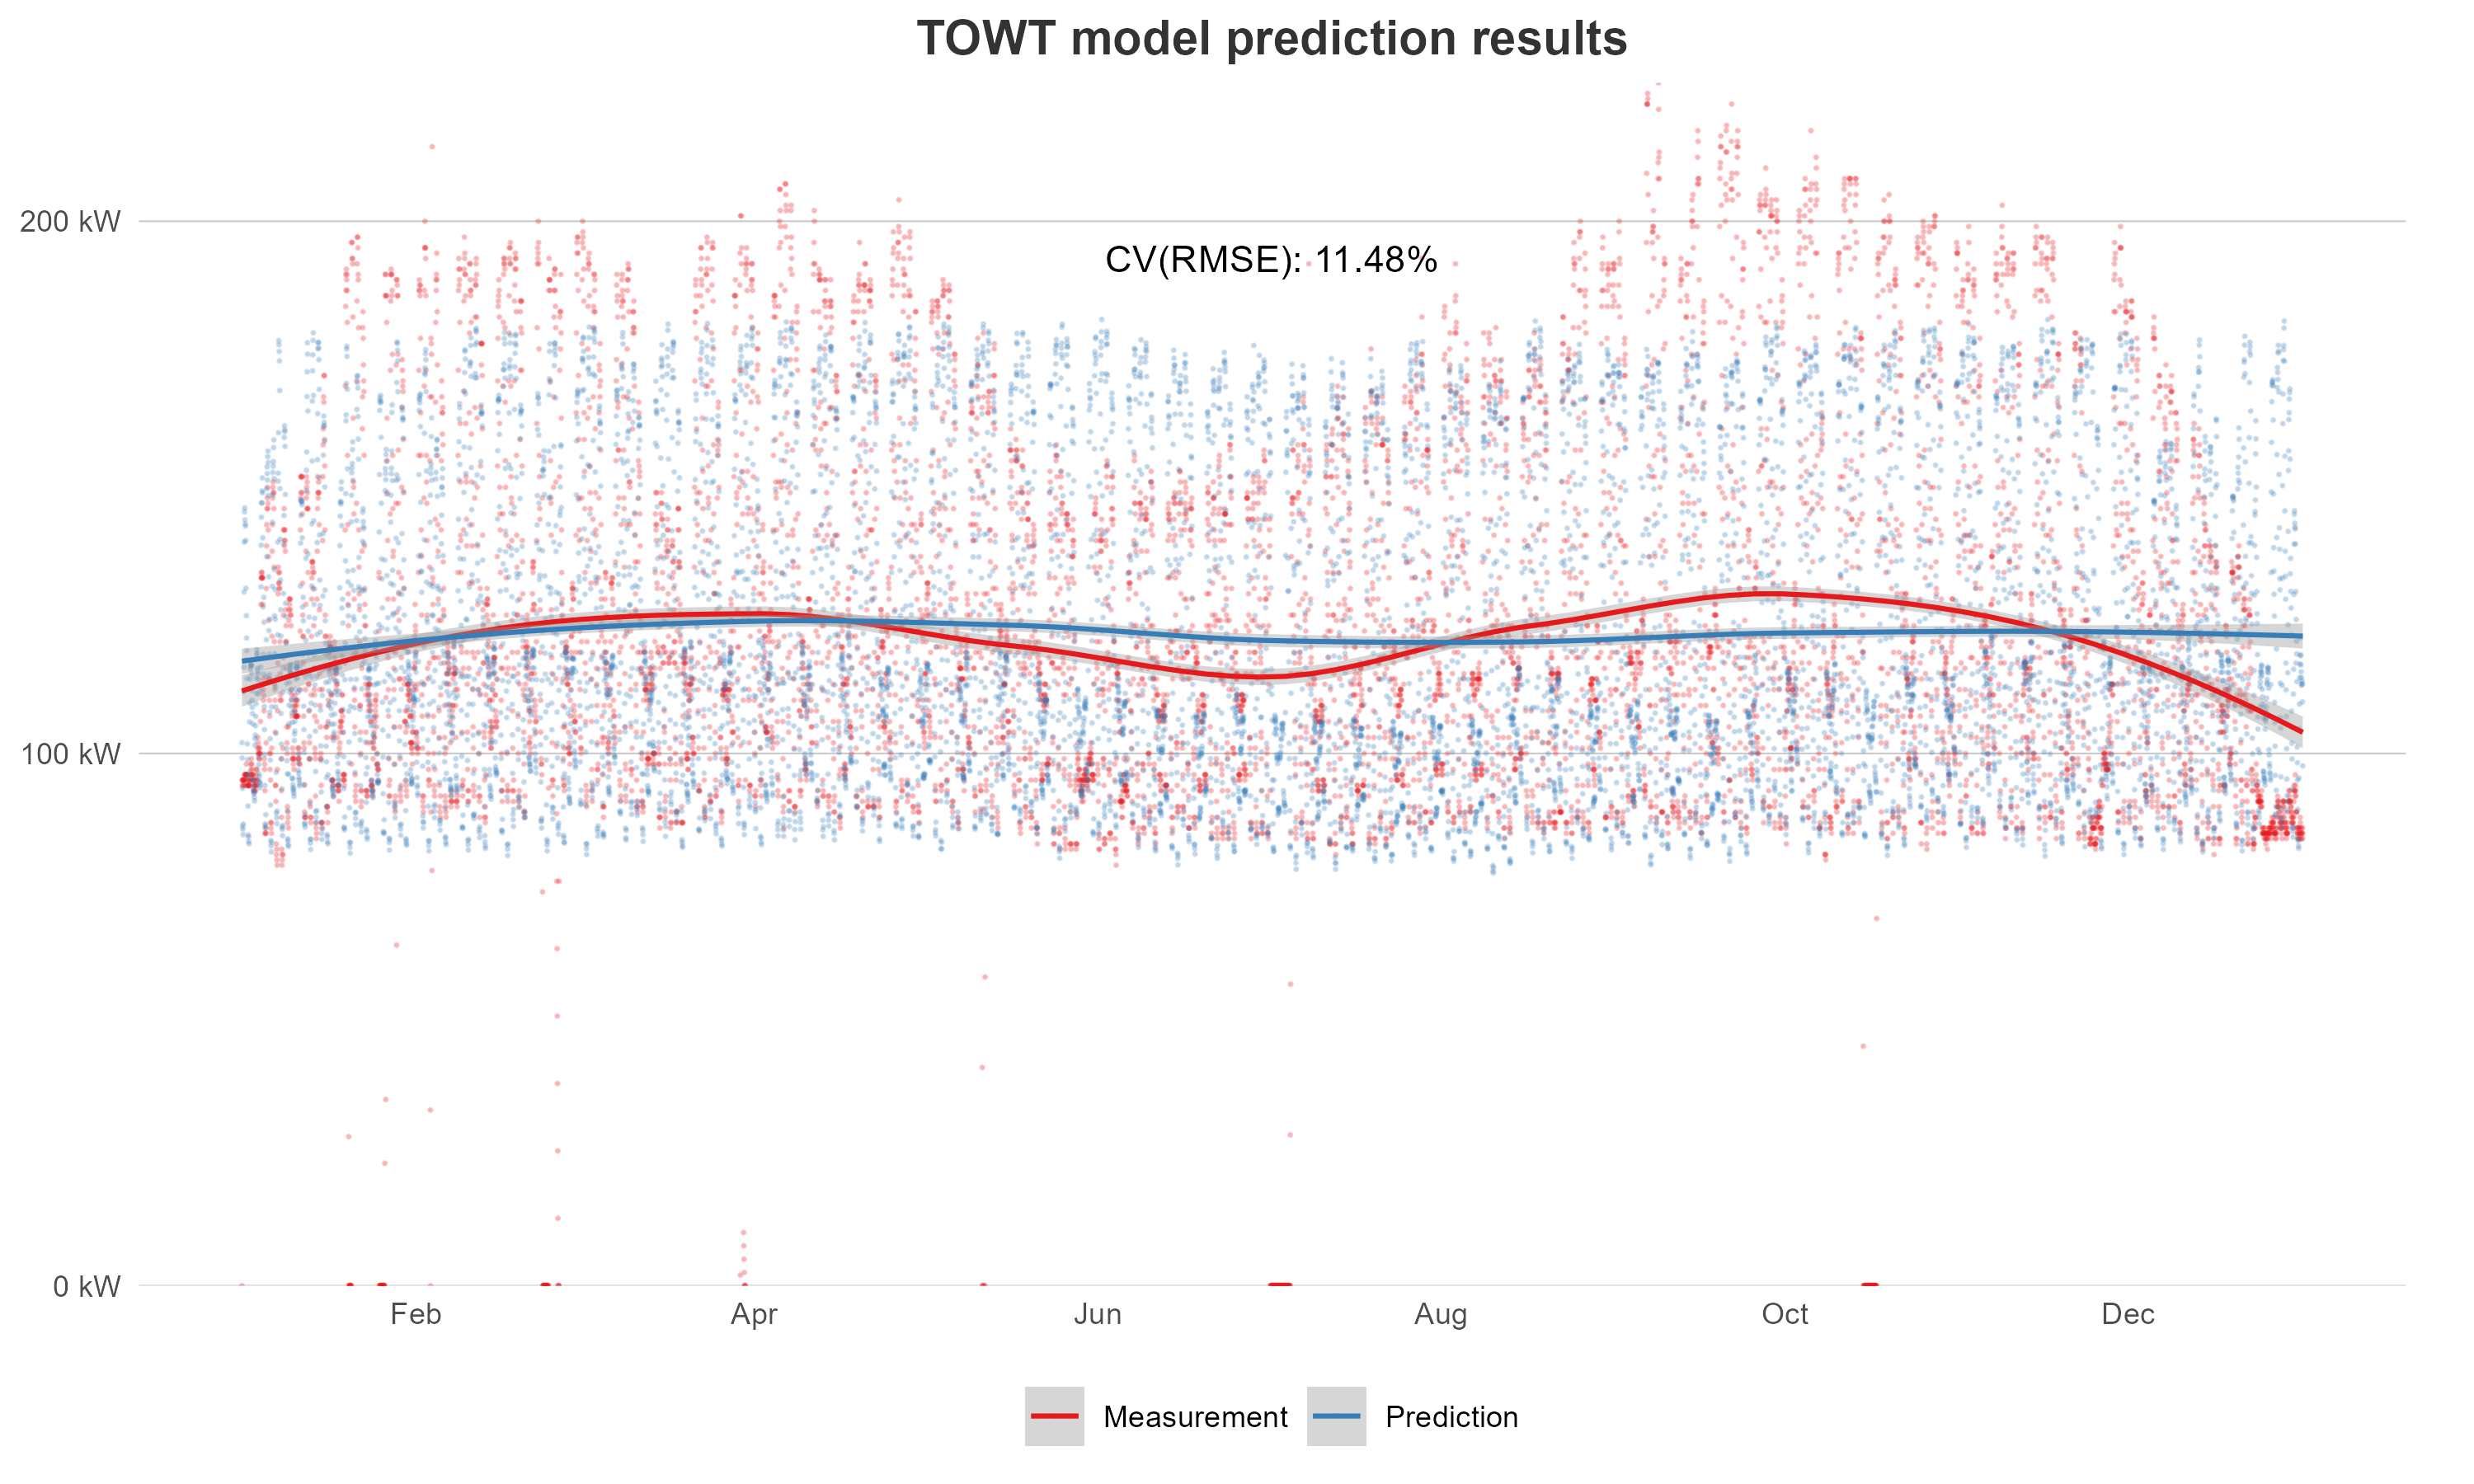 TOWT model prediction results
200 kW
CV(RMSE): 11.48%
100 kW
0 kW
Feb Apr Jun Aug Oct Dec
Measurement Prediction